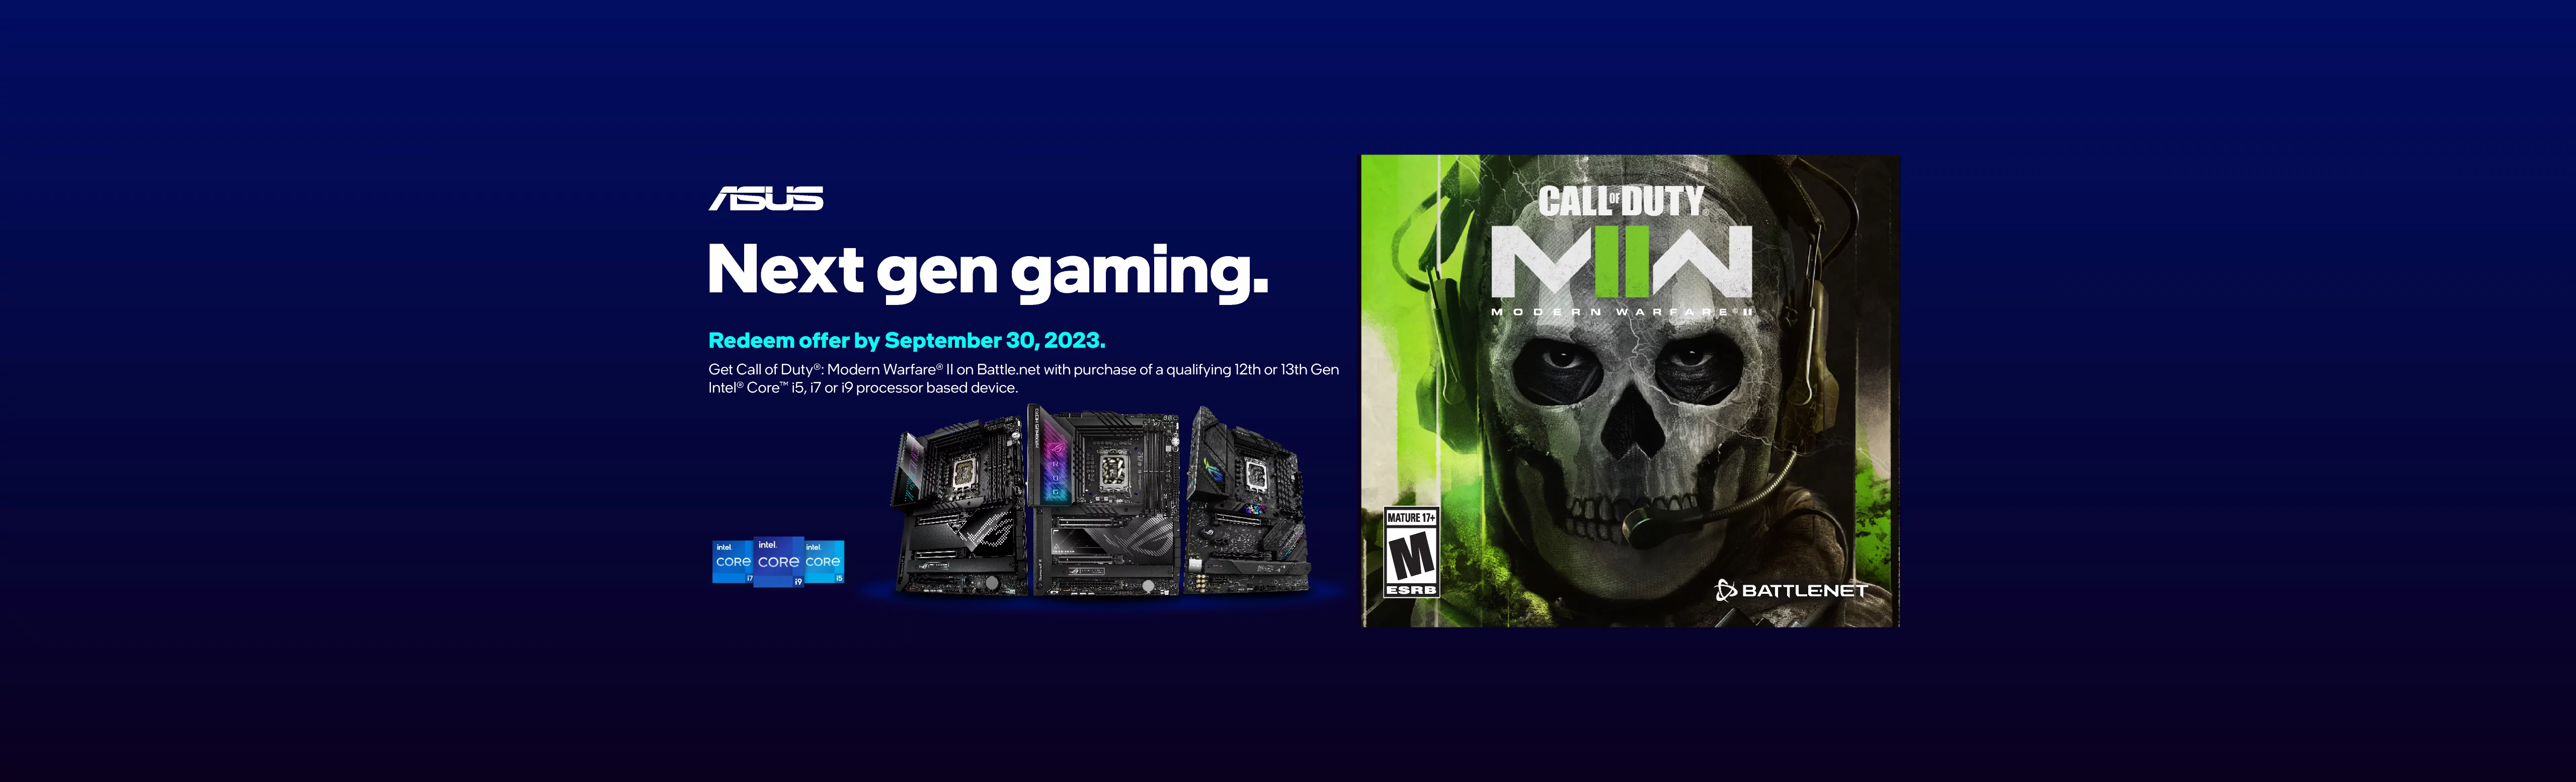 ASUS
Next gen gaming.
Redeem offer by September 30, 2023.
Get Call of Duty®: Modern Warfare® II on Battle.net with purchase of a qualifying 12th or 13th Gen
Intel® Core™ i5, i7 or i9 processor based device.
intel.
CORE
i7
intel.
CORE
i9
intel.
CORE
i5
CALL OF DUTY
MIIW
MODERN WARFARE® II
MATURE 17+
M
ESRB
BATTLE.NET